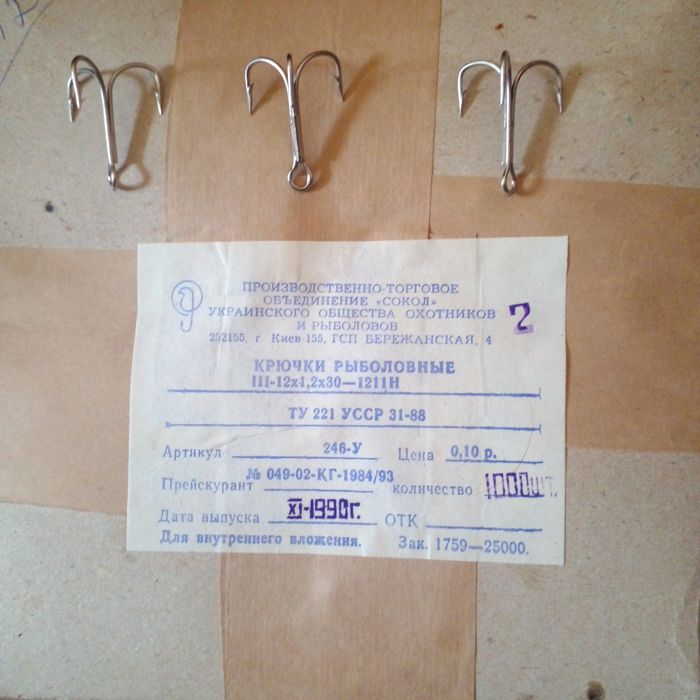 ПРОИЗВОДСТВЕННО-ТОРГОВОЕ
ОБЪЕДИНЕНИЕ «СОКОЛ»
УКРАИНСКОГО ОБЩЕСТВА ОХОТНИКОВ
И РЫБОЛОВОВ
2
252155, г. Киев-155, ГСП БЕРЕЖАНСКАЯ, 4
КРЮЧКИ РЫБОЛОВНЫЕ
III-12х1,2х30—1211Н
ТУ 221 УССР 31-88
Артикул 246-У Цена 0,10 р.
Прейскурант № 049-02-КГ-1984/93 количество 1000шт.
Дата выпуска XI-1990г. ОТК
Для внутреннего вложения. Зак. 1759—25000.